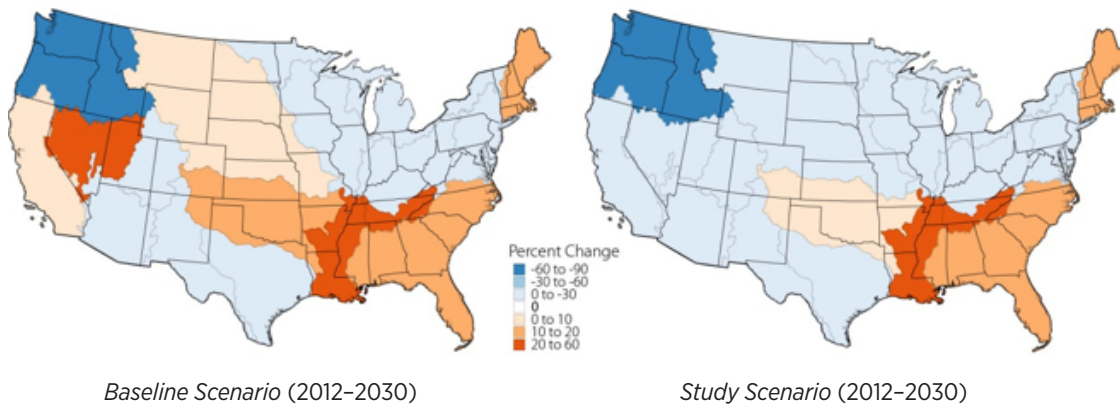 Percent Change
-60 to -90
-30 to -60
0 to -30
0
0 to 10
10 to 20
20 to 60
Baseline Scenario (2012–2030)
Study Scenario (2012–2030)